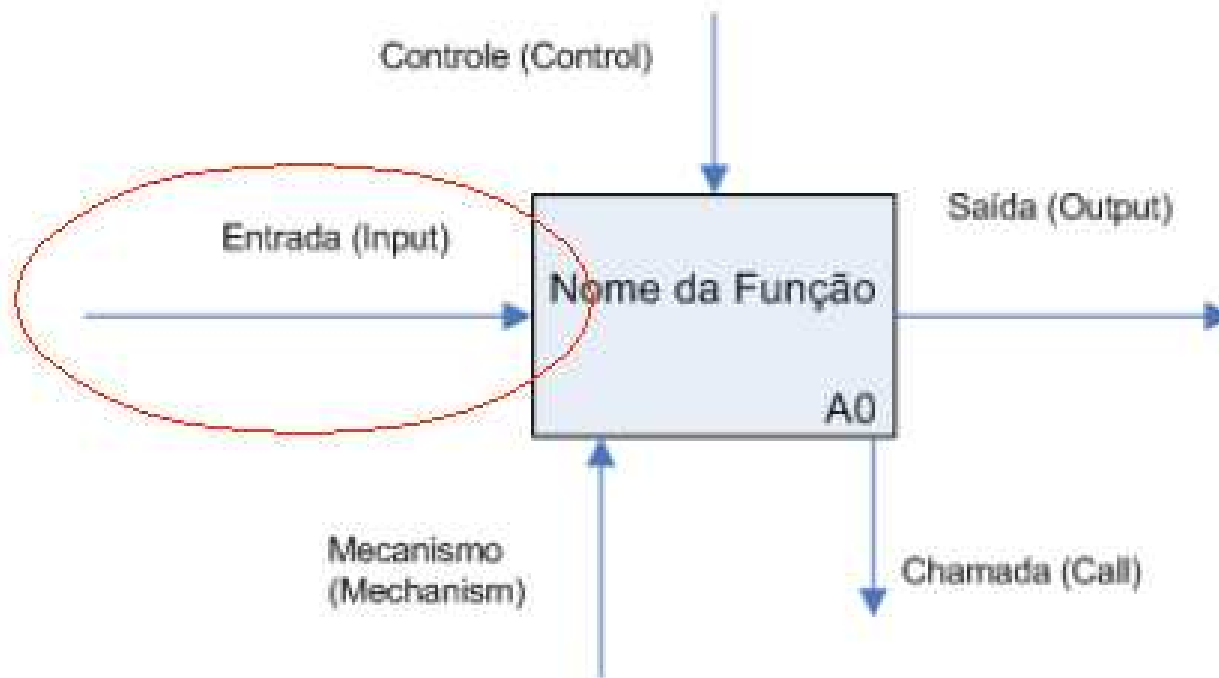 Controle (Control)
Entrada (Input)
Saída (Output)
Nome da Função
A0
Mecanismo
(Mechanism)
Chamada (Call)